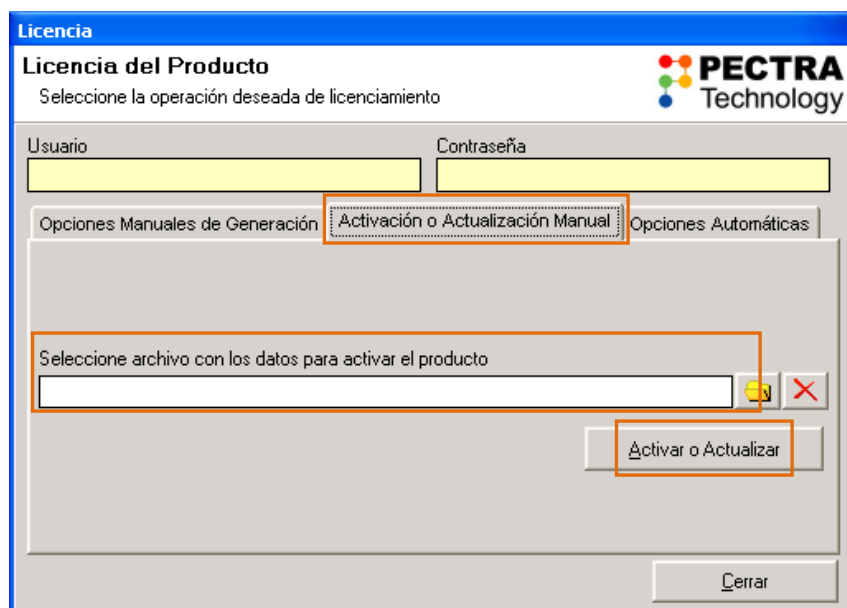 Licencia
Licencia del Producto
Seleccione la operación deseada de licenciamiento
PECTRA
Technology
Usuario
Contraseña
Opciones Manuales de Generación
Activación o Actualización Manual
Opciones Automáticas
Seleccione archivo con los datos para activar el producto
Activar o Actualizar
Cerrar